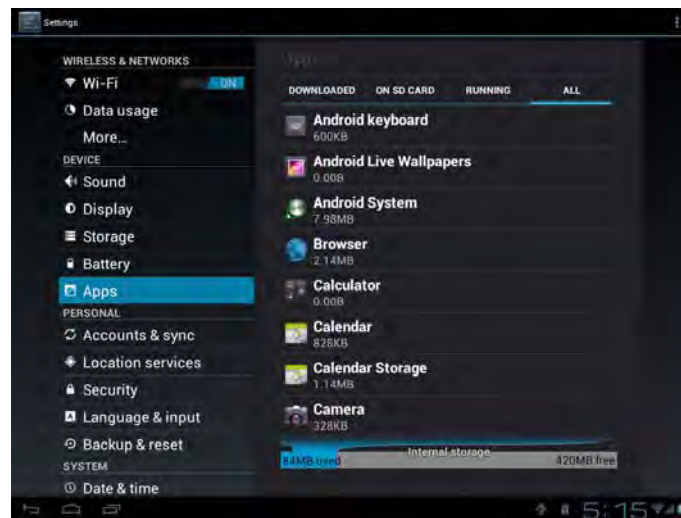 Settings
WIRELESS & NETWORKS
Wi-Fi ON
Data usage
More...
DEVICE
Sound
Display
Storage
Battery
Apps
PERSONAL
Accounts & sync
Location services
Security
Language & input
Backup & reset
SYSTEM
Date & time
Apps
DOWNLOADED ON SD CARD RUNNING ALL
Android keyboard
600KB
Android Live Wallpapers
0.00B
Android System
7.98MB
Browser
2.14MB
Calculator
0.00B
Calendar
828KB
Calendar Storage
1.14MB
Camera
328KB
Internal storage
84MB used 420MB free
5:15